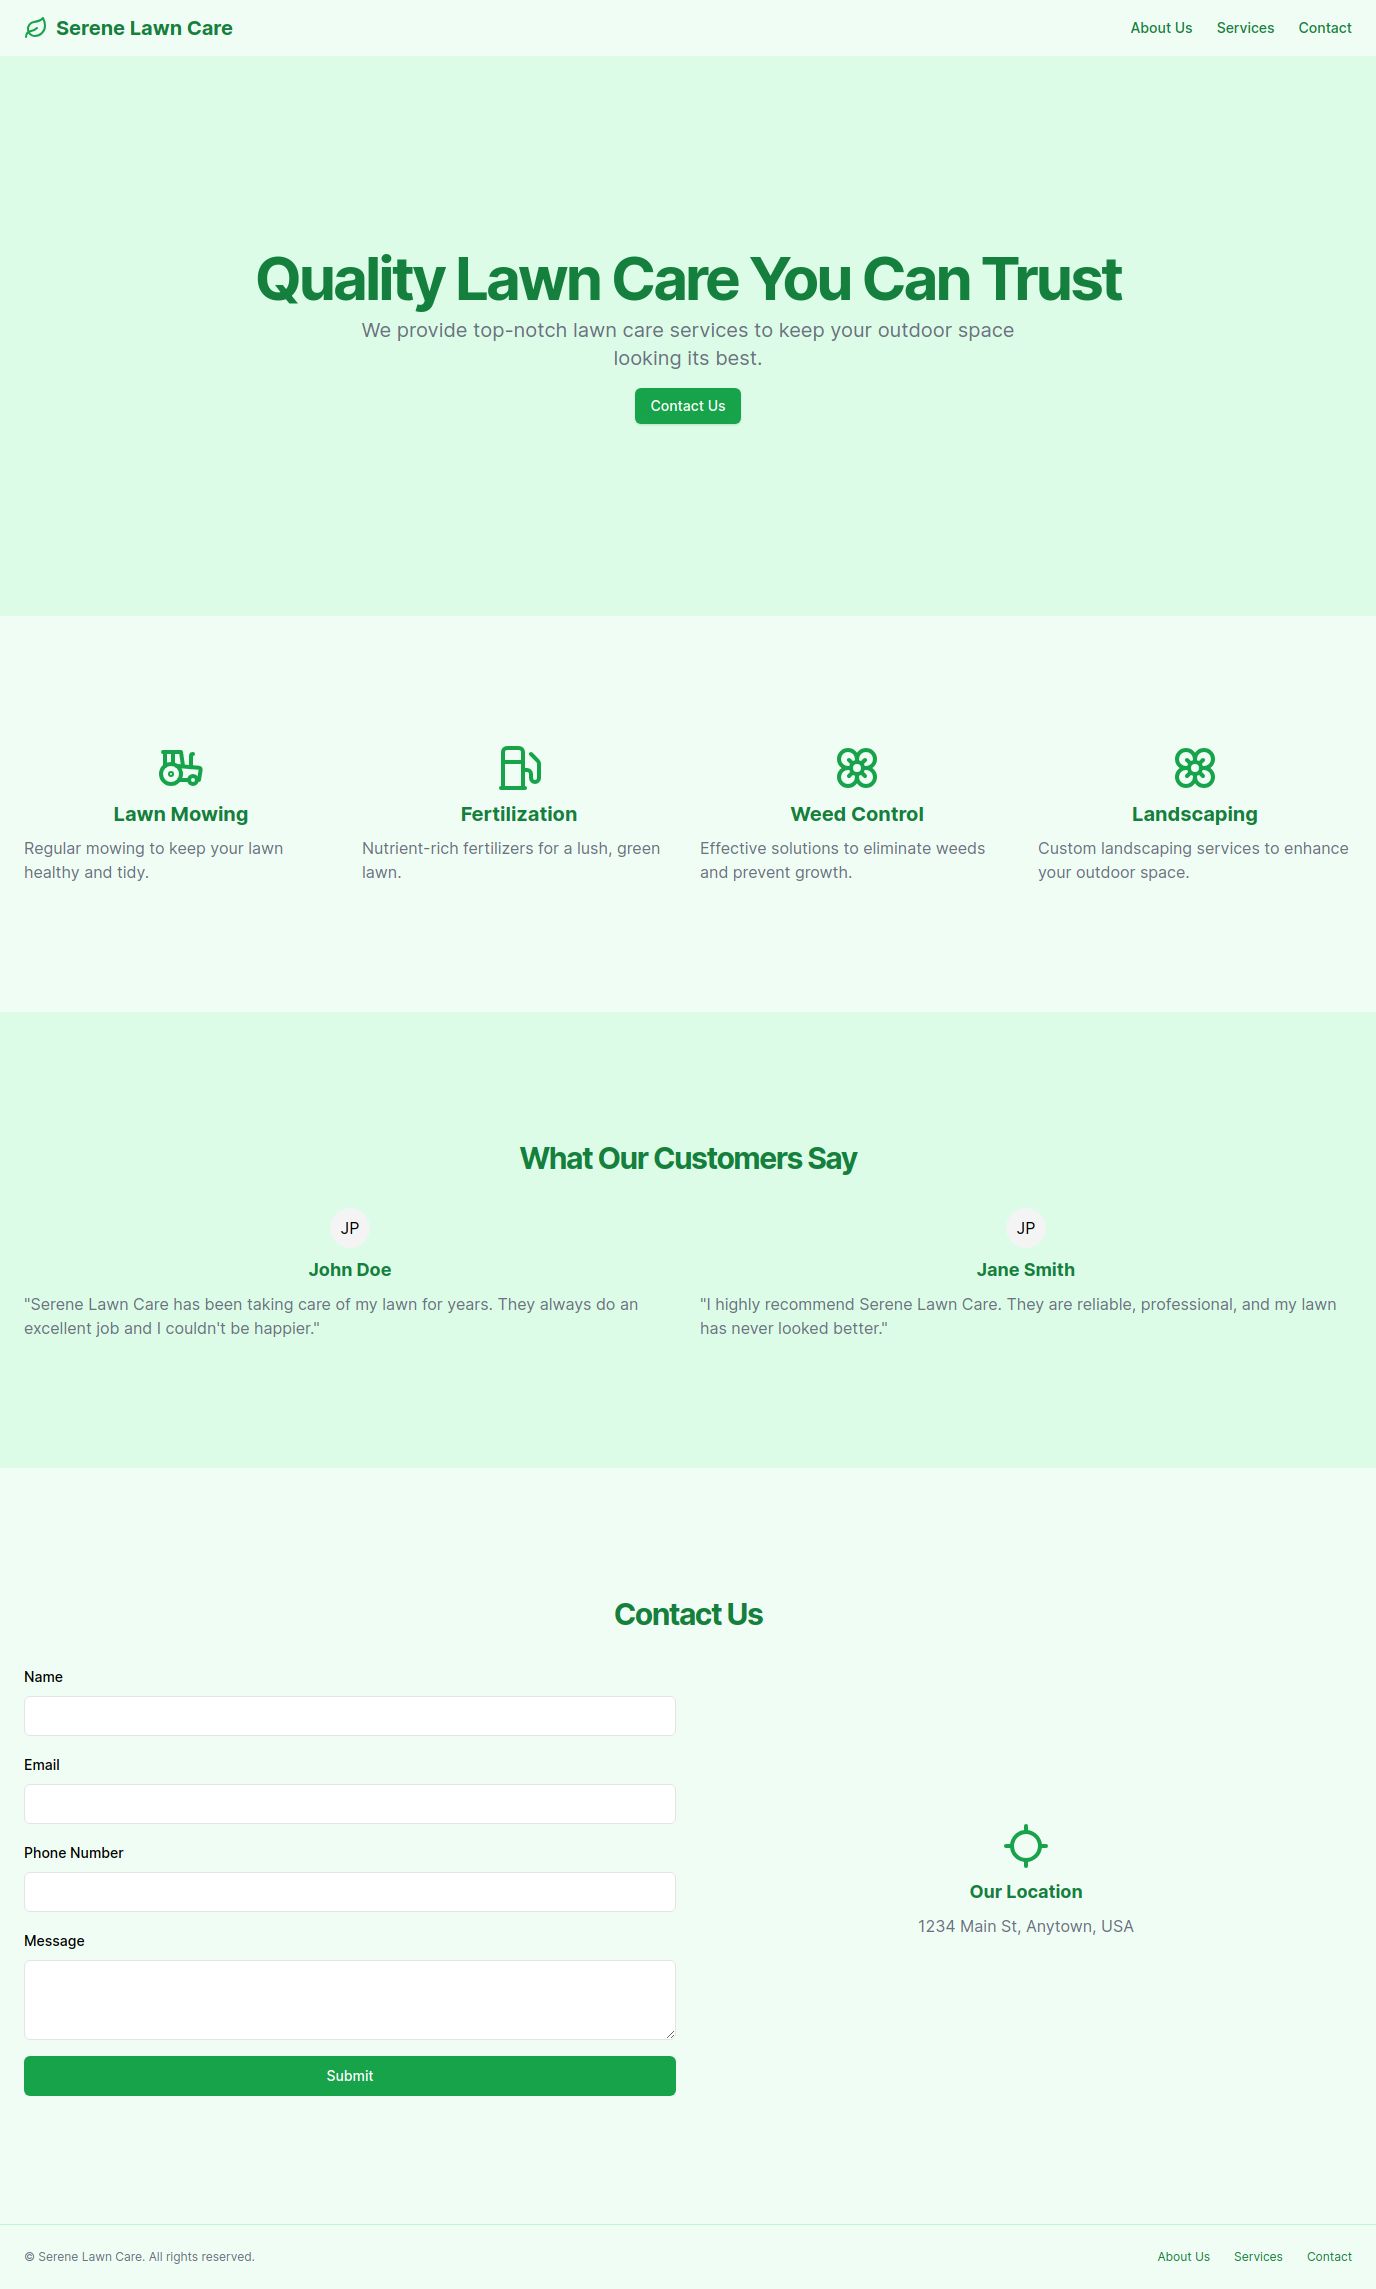 Serene Lawn Care
About Us
Services
Contact
Quality Lawn Care You Can Trust
We provide top-notch lawn care services to keep your outdoor space
looking its best.
Contact Us
Lawn Mowing
Regular mowing to keep your lawn
healthy and tidy.
Fertilization
Nutrient-rich fertilizers for a lush, green
lawn.
Weed Control
Effective solutions to eliminate weeds
and prevent growth.
Landscaping
Custom landscaping services to enhance
your outdoor space.
What Our Customers Say
JP
John Doe
"Serene Lawn Care has been taking care of my lawn for years. They always do an
excellent job and I couldn't be happier."
JP
Jane Smith
"I highly recommend Serene Lawn Care. They are reliable, professional, and my lawn
has never looked better."
Contact Us
Name
Email
Phone Number
Message
Submit
Our Location
1234 Main St, Anytown, USA
© Serene Lawn Care. All rights reserved.
About Us
Services
Contact